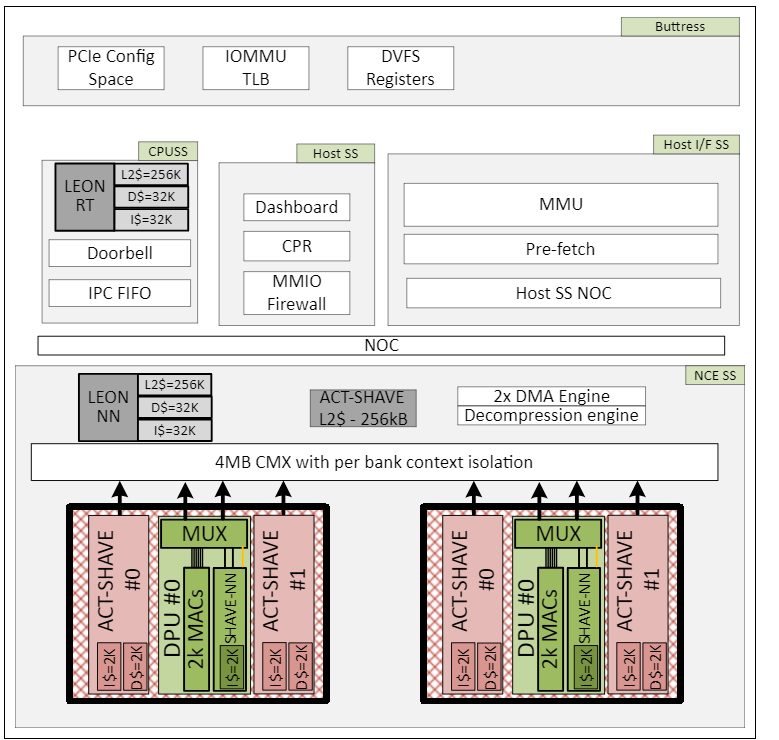 Buttress
PCIe Config
Space
IOMMU
TLB
DVFS
Registers
CPUSS
LEON
RT
L2$=256K
D$=32K
I$=32K
Doorbell
IPC FIFO
Host SS
Dashboard
CPR
MMIO
Firewall
Host I/F SS
MMU
Pre-fetch
Host SS NOC
NOC
NCE SS
LEON
NN
L2$=256K
D$=32K
I$=32K
ACT-SHAVE
L2$ - 256kB
2x DMA Engine
Decompression engine
4MB CMX with per bank context isolation
ACT-SHAVE
#0
I$=2K
D$=2K
DPU #0
MUX
2k MACs
SHAVE-NN
I$=2K
ACT-SHAVE
#1
I$=2K
D$=2K
ACT-SHAVE
#0
I$=2K
D$=2K
DPU #0
MUX
2k MACs
SHAVE-NN
I$=2K
ACT-SHAVE
#1
I$=2K
D$=2K